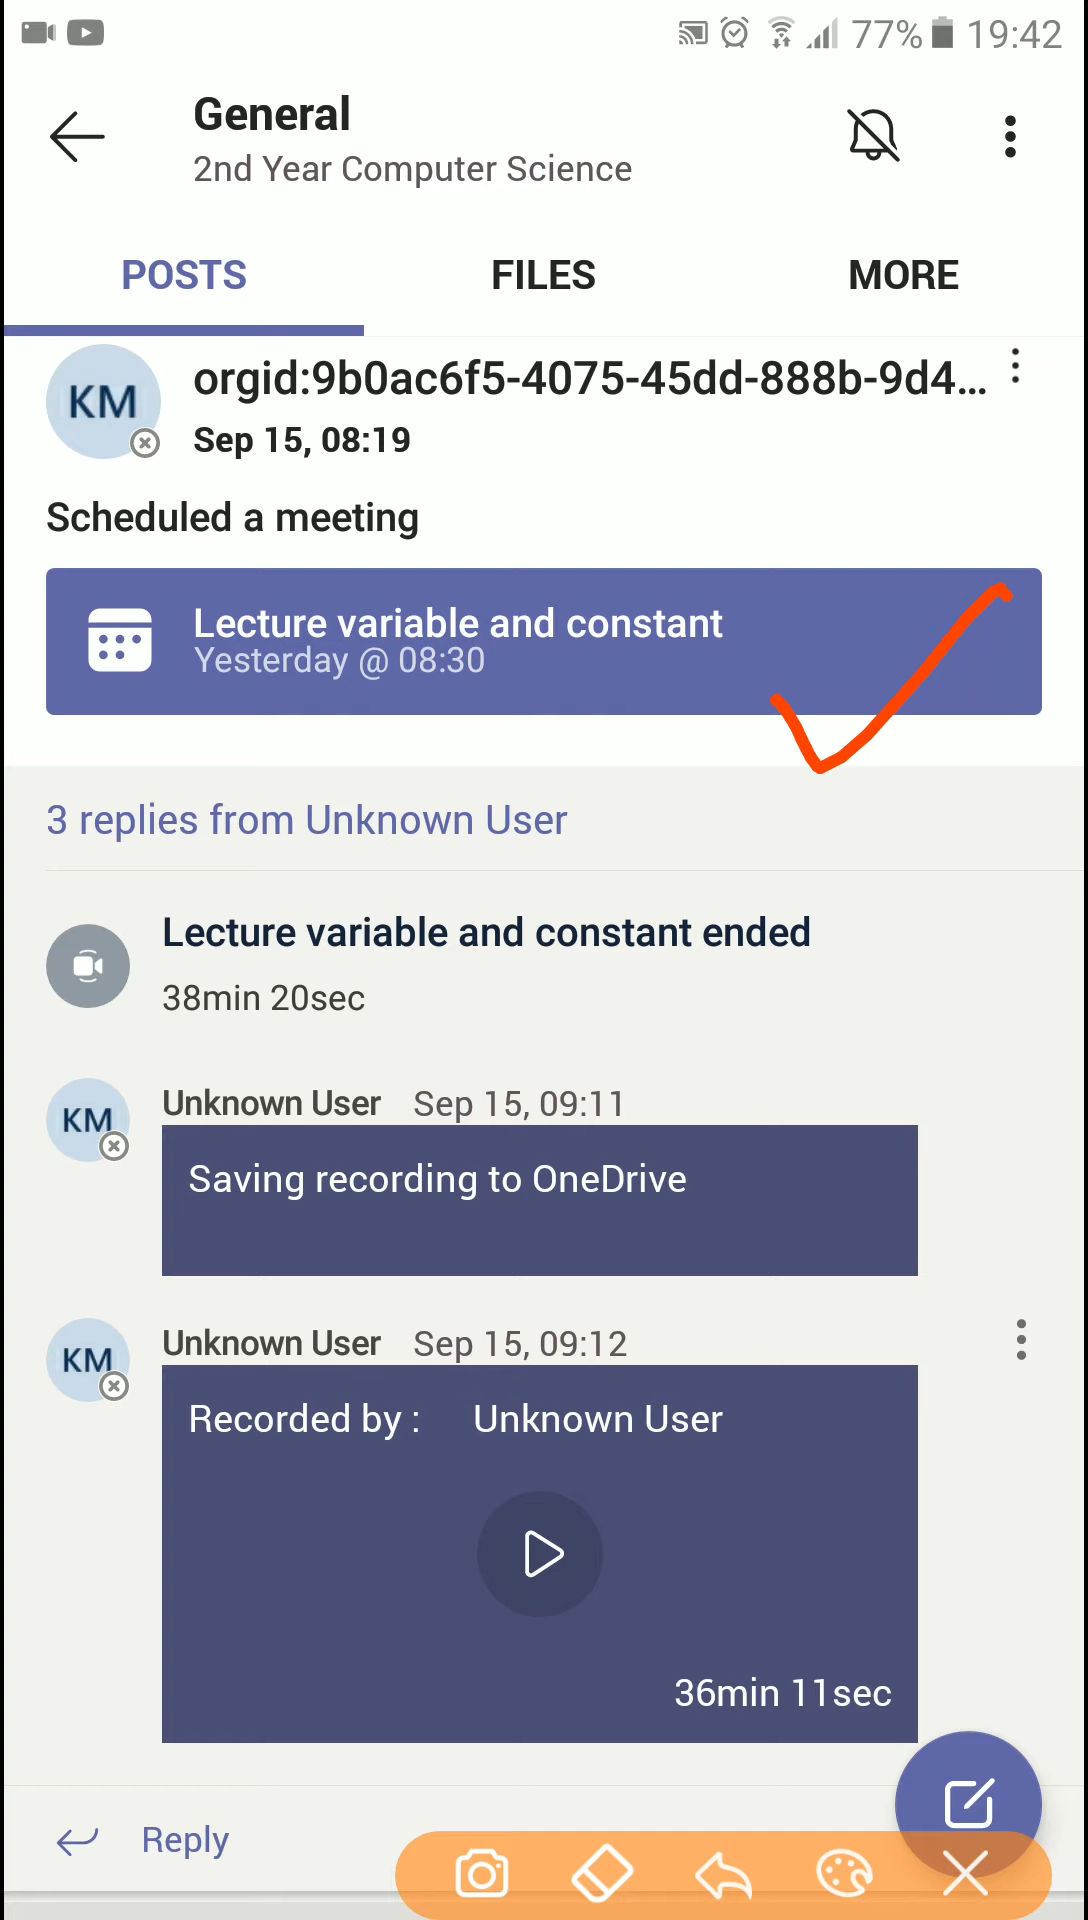 77% 19:42
General
2nd Year Computer Science
POSTS FILES MORE
KM orgid:9b0ac6f5-4075-45dd-888b-9d4...
Sep 15, 08:19
Scheduled a meeting
Lecture variable and constant
Yesterday @ 08:30
3 replies from Unknown User
Lecture variable and constant ended
38min 20sec
KM Unknown User Sep 15, 09:11
Saving recording to OneDrive
KM Unknown User Sep 15, 09:12
Recorded by : Unknown User
36min 11sec
Reply